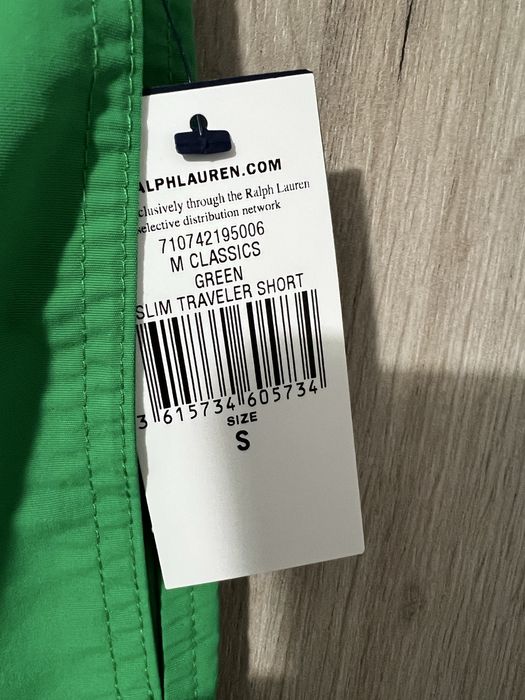 ALPHLAUREN.COM
clusively through the Ralph Lauren
selective distribution network
710742195006
M CLASSICS
GREEN
SLIM TRAVELER SHORT
3 615734 605734
SIZE
S